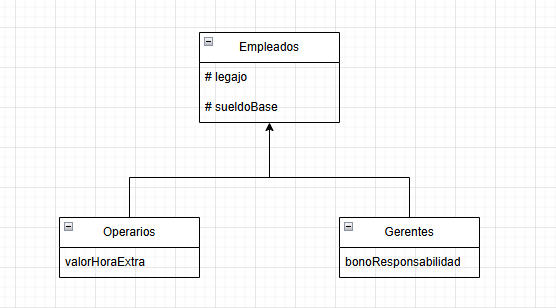 Empleados
# legajo
# sueldoBase
Operarios
valorHoraExtra
Gerentes
bonoResponsabilidad